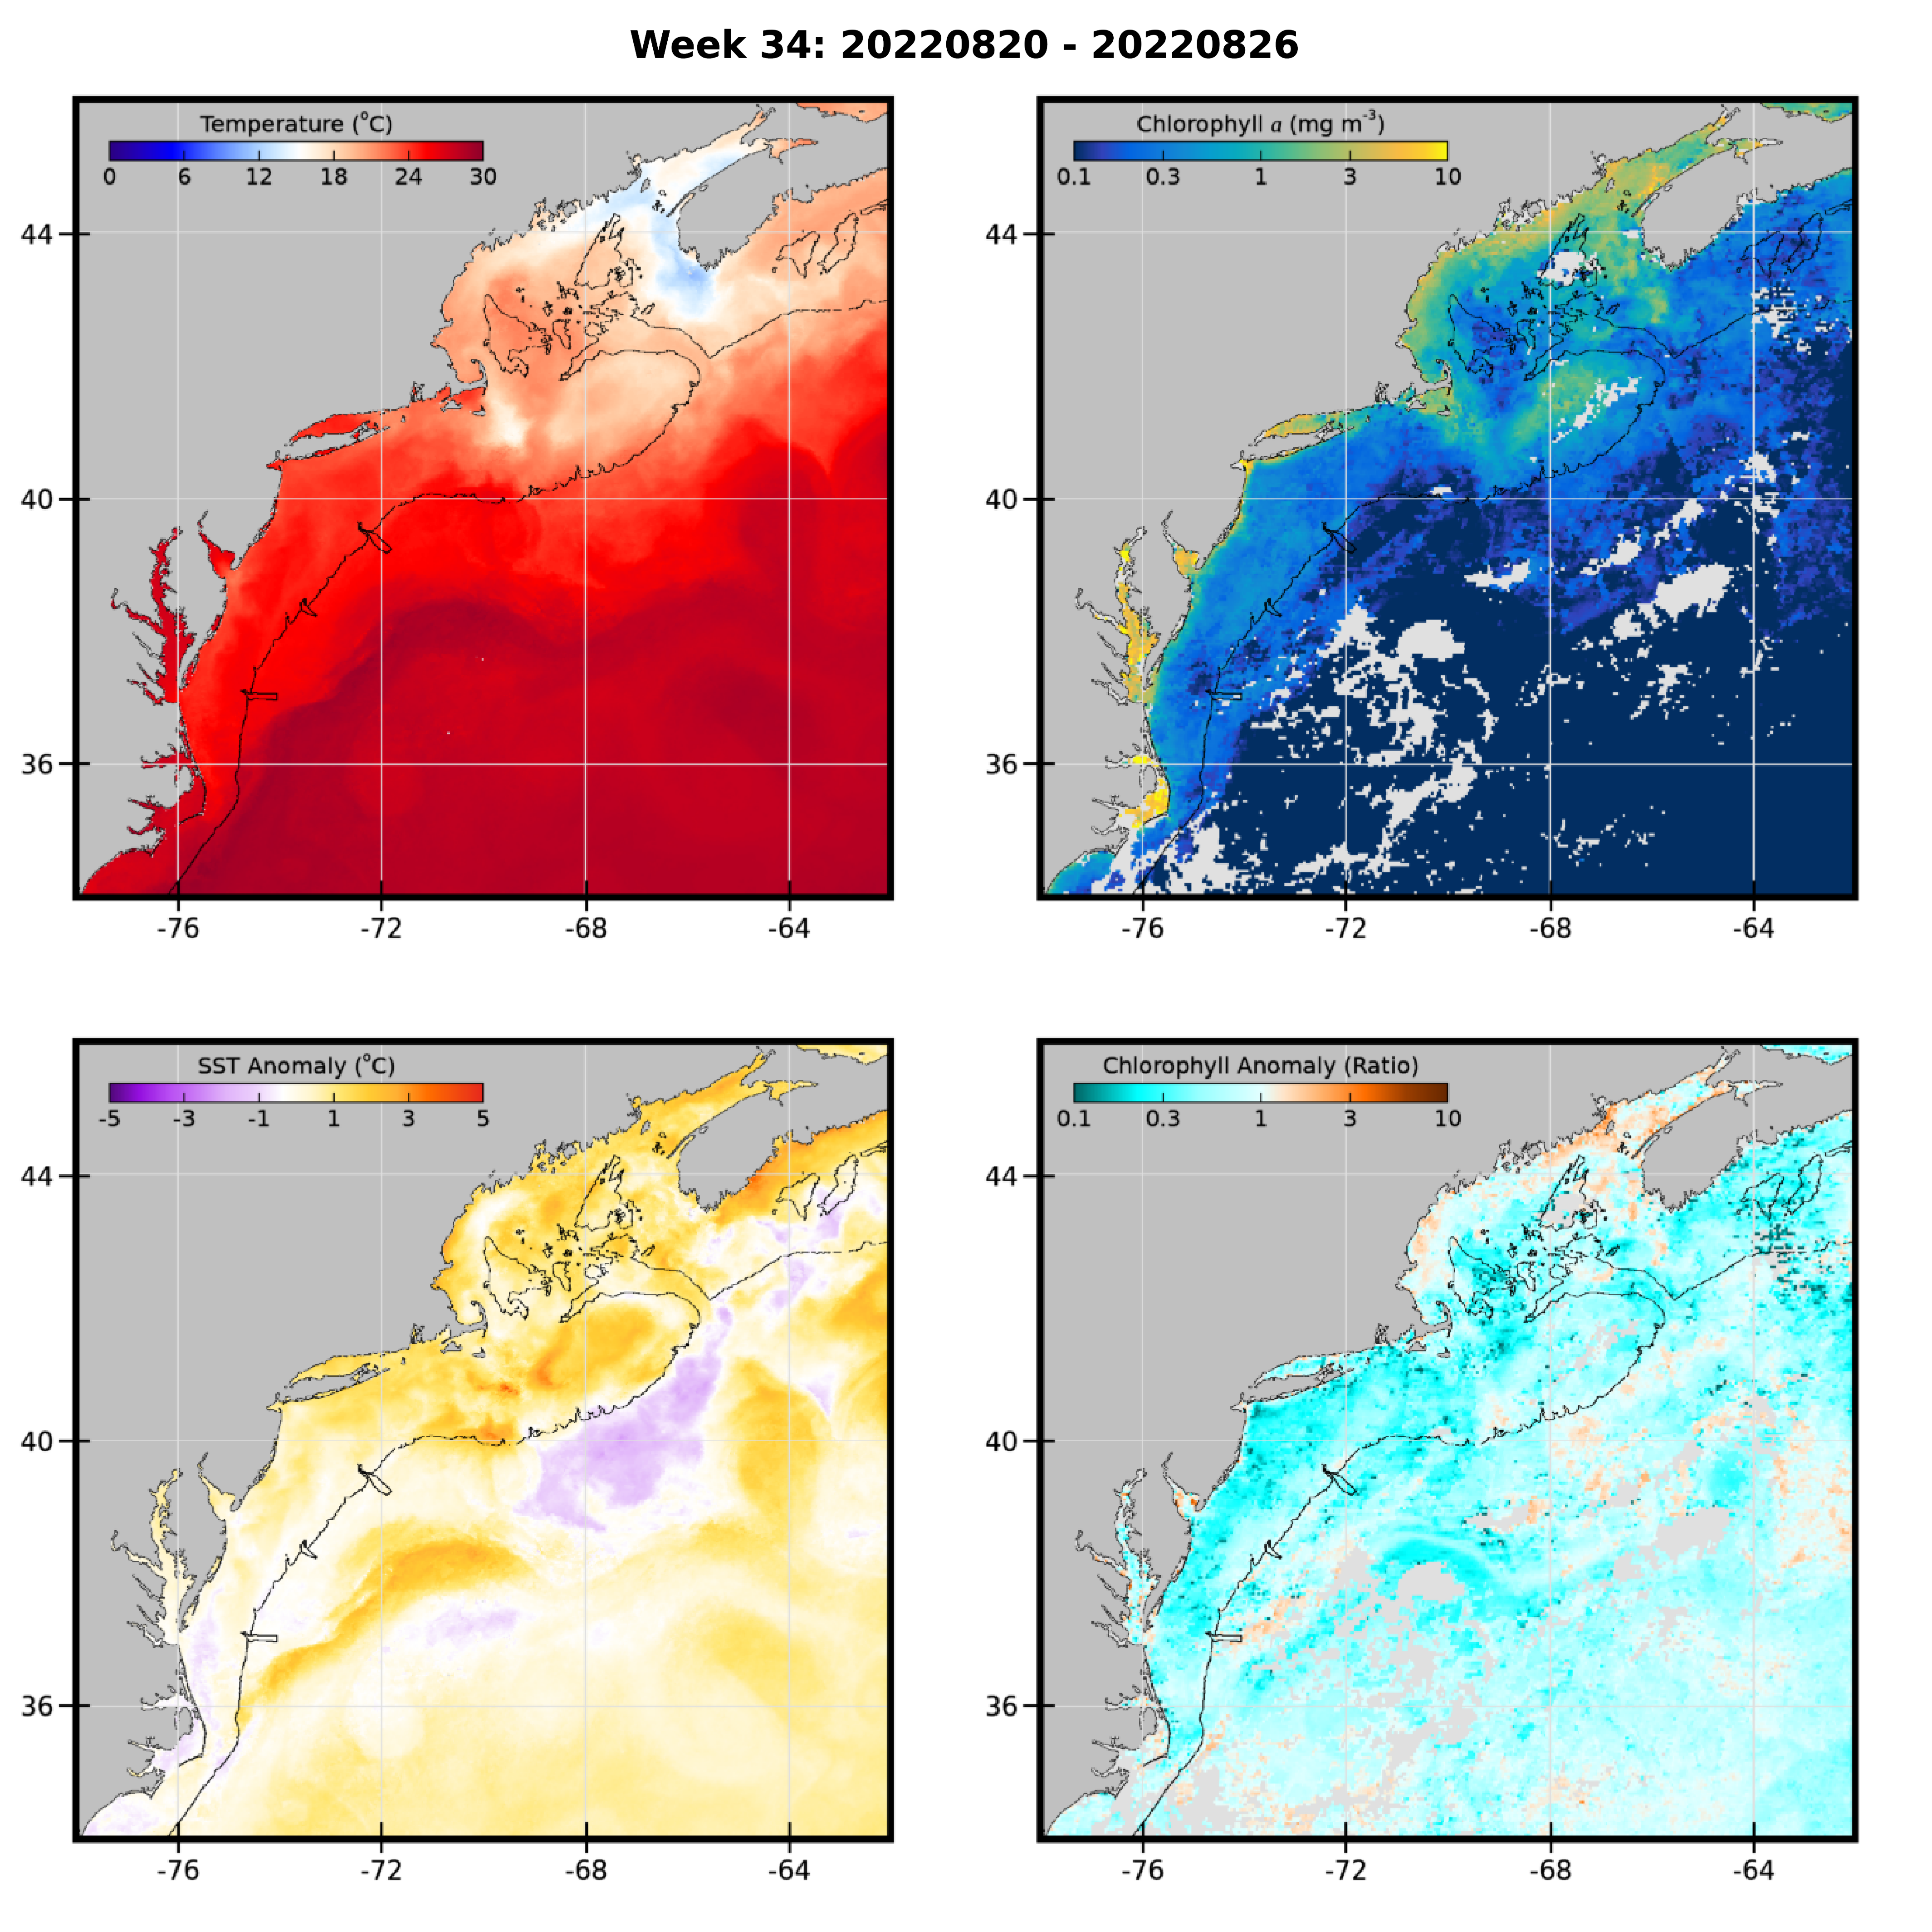 Week 34: 20220820 - 20220826
Temperature (°C)
0 6 12 18 24 30
44
40
36
-76 -72 -68 -64
Chlorophyll a (mg m⁻³)
0.1 0.3 1 3 10
44
40
36
-76 -72 -68 -64
SST Anomaly (°C)
-5 -3 -1 1 3 5
44
40
36
-76 -72 -68 -64
Chlorophyll Anomaly (Ratio)
0.1 0.3 1 3 10
44
40
36
-76 -72 -68 -64